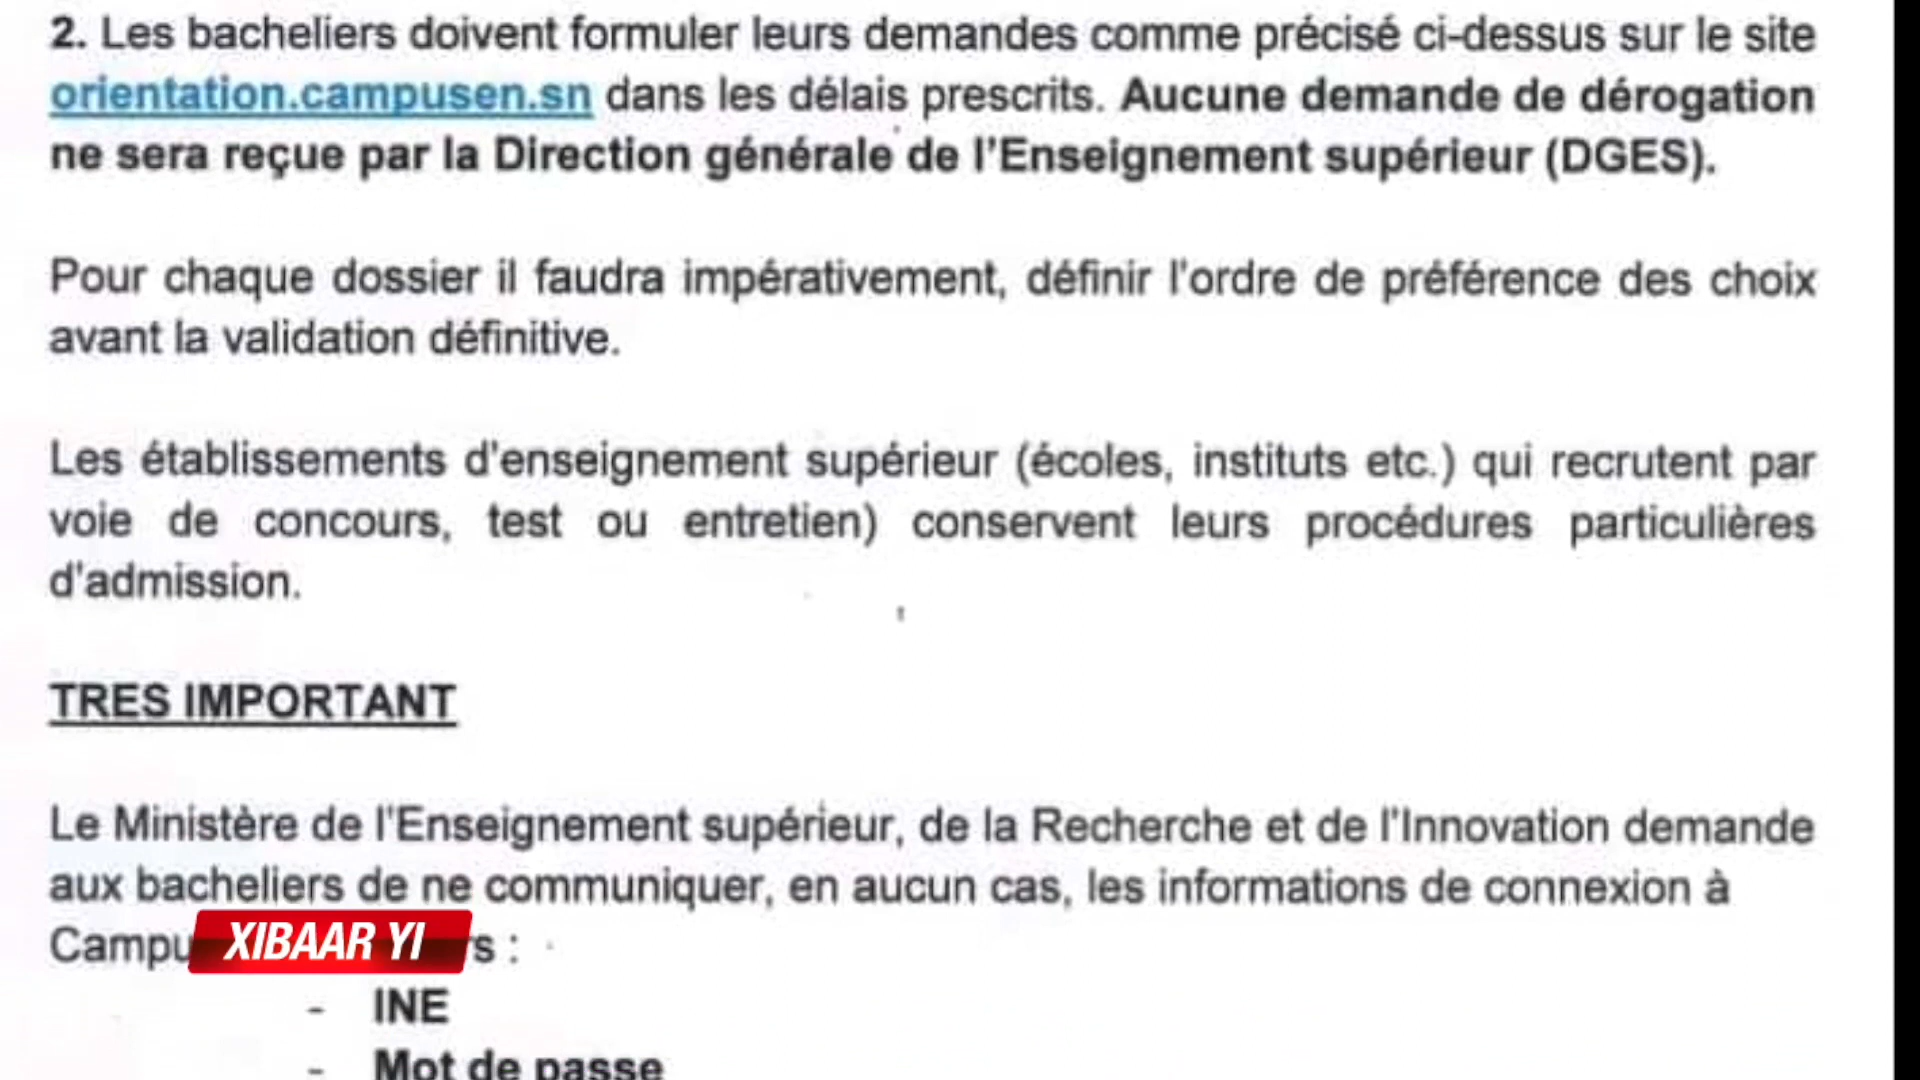 2. Les bacheliers doivent formuler leurs demandes comme précisé ci-dessus sur le site
orientation.campusen.sn dans les délais prescrits. Aucune demande de dérogation
ne sera reçue par la Direction générale de l'Enseignement supérieur (DGES).
Pour chaque dossier il faudra impérativement, définir l'ordre de préférence des choix
avant la validation définitive.
Les établissements d'enseignement supérieur (écoles, instituts etc.) qui recrutent par
voie de concours, test ou entretien) conservent leurs procédures particulières
d'admission.
TRES IMPORTANT
Le Ministère de l'Enseignement supérieur, de la Recherche et de l'Innovation demande
aux bacheliers de ne communiquer, en aucun cas, les informations de connexion à
XIBAAR YI
- INE
- Mot de passe